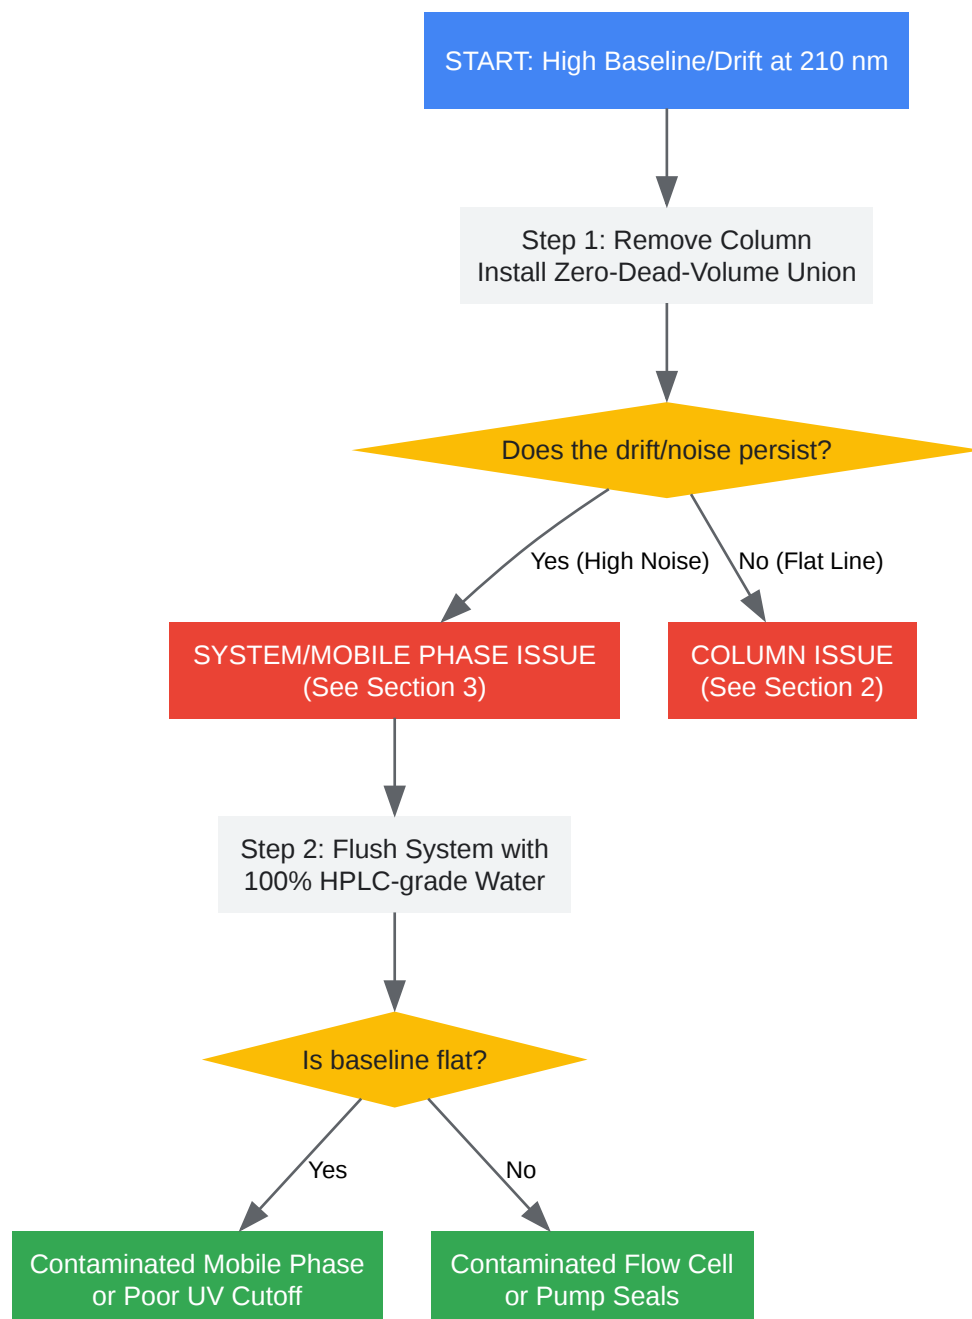 START: High Baseline/Drift at 210 nm
Step 1: Remove Column
Install Zero-Dead-Volume Union
Does the drift/noise persist?
Yes (High Noise)
No (Flat Line)
SYSTEM/MOBILE PHASE ISSUE
(See Section 3)
COLUMN ISSUE
(See Section 2)
Step 2: Flush System with
100% HPLC-grade Water
Is baseline flat?
Yes
No
Contaminated Mobile Phase
or Poor UV Cutoff
Contaminated Flow Cell
or Pump Seals